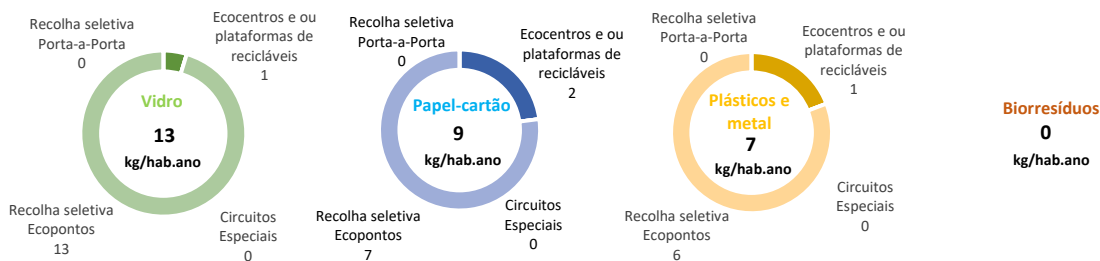 Recolha seletiva
Porta-a-Porta
0
Ecocentros e ou
plataformas de
recicláveis
1
Vidro
13
kg/hab.ano
Recolha seletiva
Ecopontos
13
Circuitos
Especiais
0
Recolha seletiva
Porta-a-Porta
0
Ecocentros e ou
plataformas de
recicláveis
2
Papel-cartão
9
kg/hab.ano
Recolha seletiva
Ecopontos
7
Circuitos
Especiais
0
Recolha seletiva
Porta-a-Porta
0
Ecocentros e ou
plataformas de
recicláveis
1
Plásticos e
metal
7
kg/hab.ano
Recolha seletiva
Ecopontos
6
Circuitos
Especiais
0
Biorresíduos
0
kg/hab.ano